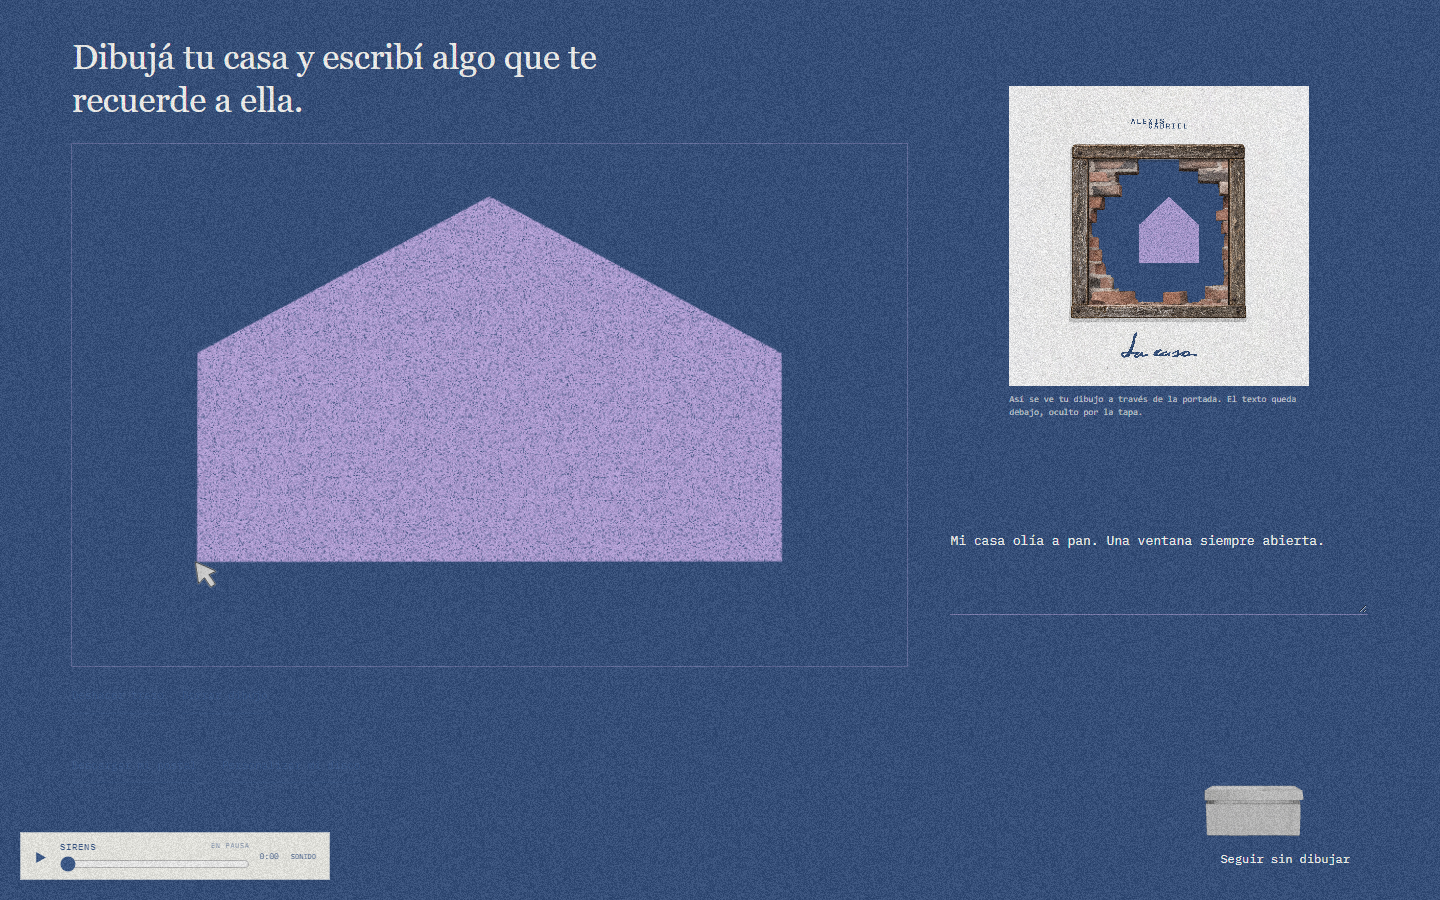 Dibujá tu casa y escribí algo que te
recuerde a ella.
ALEXIS
GABRIEL
La casa
Así se ve tu dibujo a través de la portada. El texto queda
debajo, oculto por la tapa.
Mi casa olía a pan. Una ventana siempre abierta.
SIRENS
EN PAUSA
0:00
SONIDO
Seguir sin dibujar